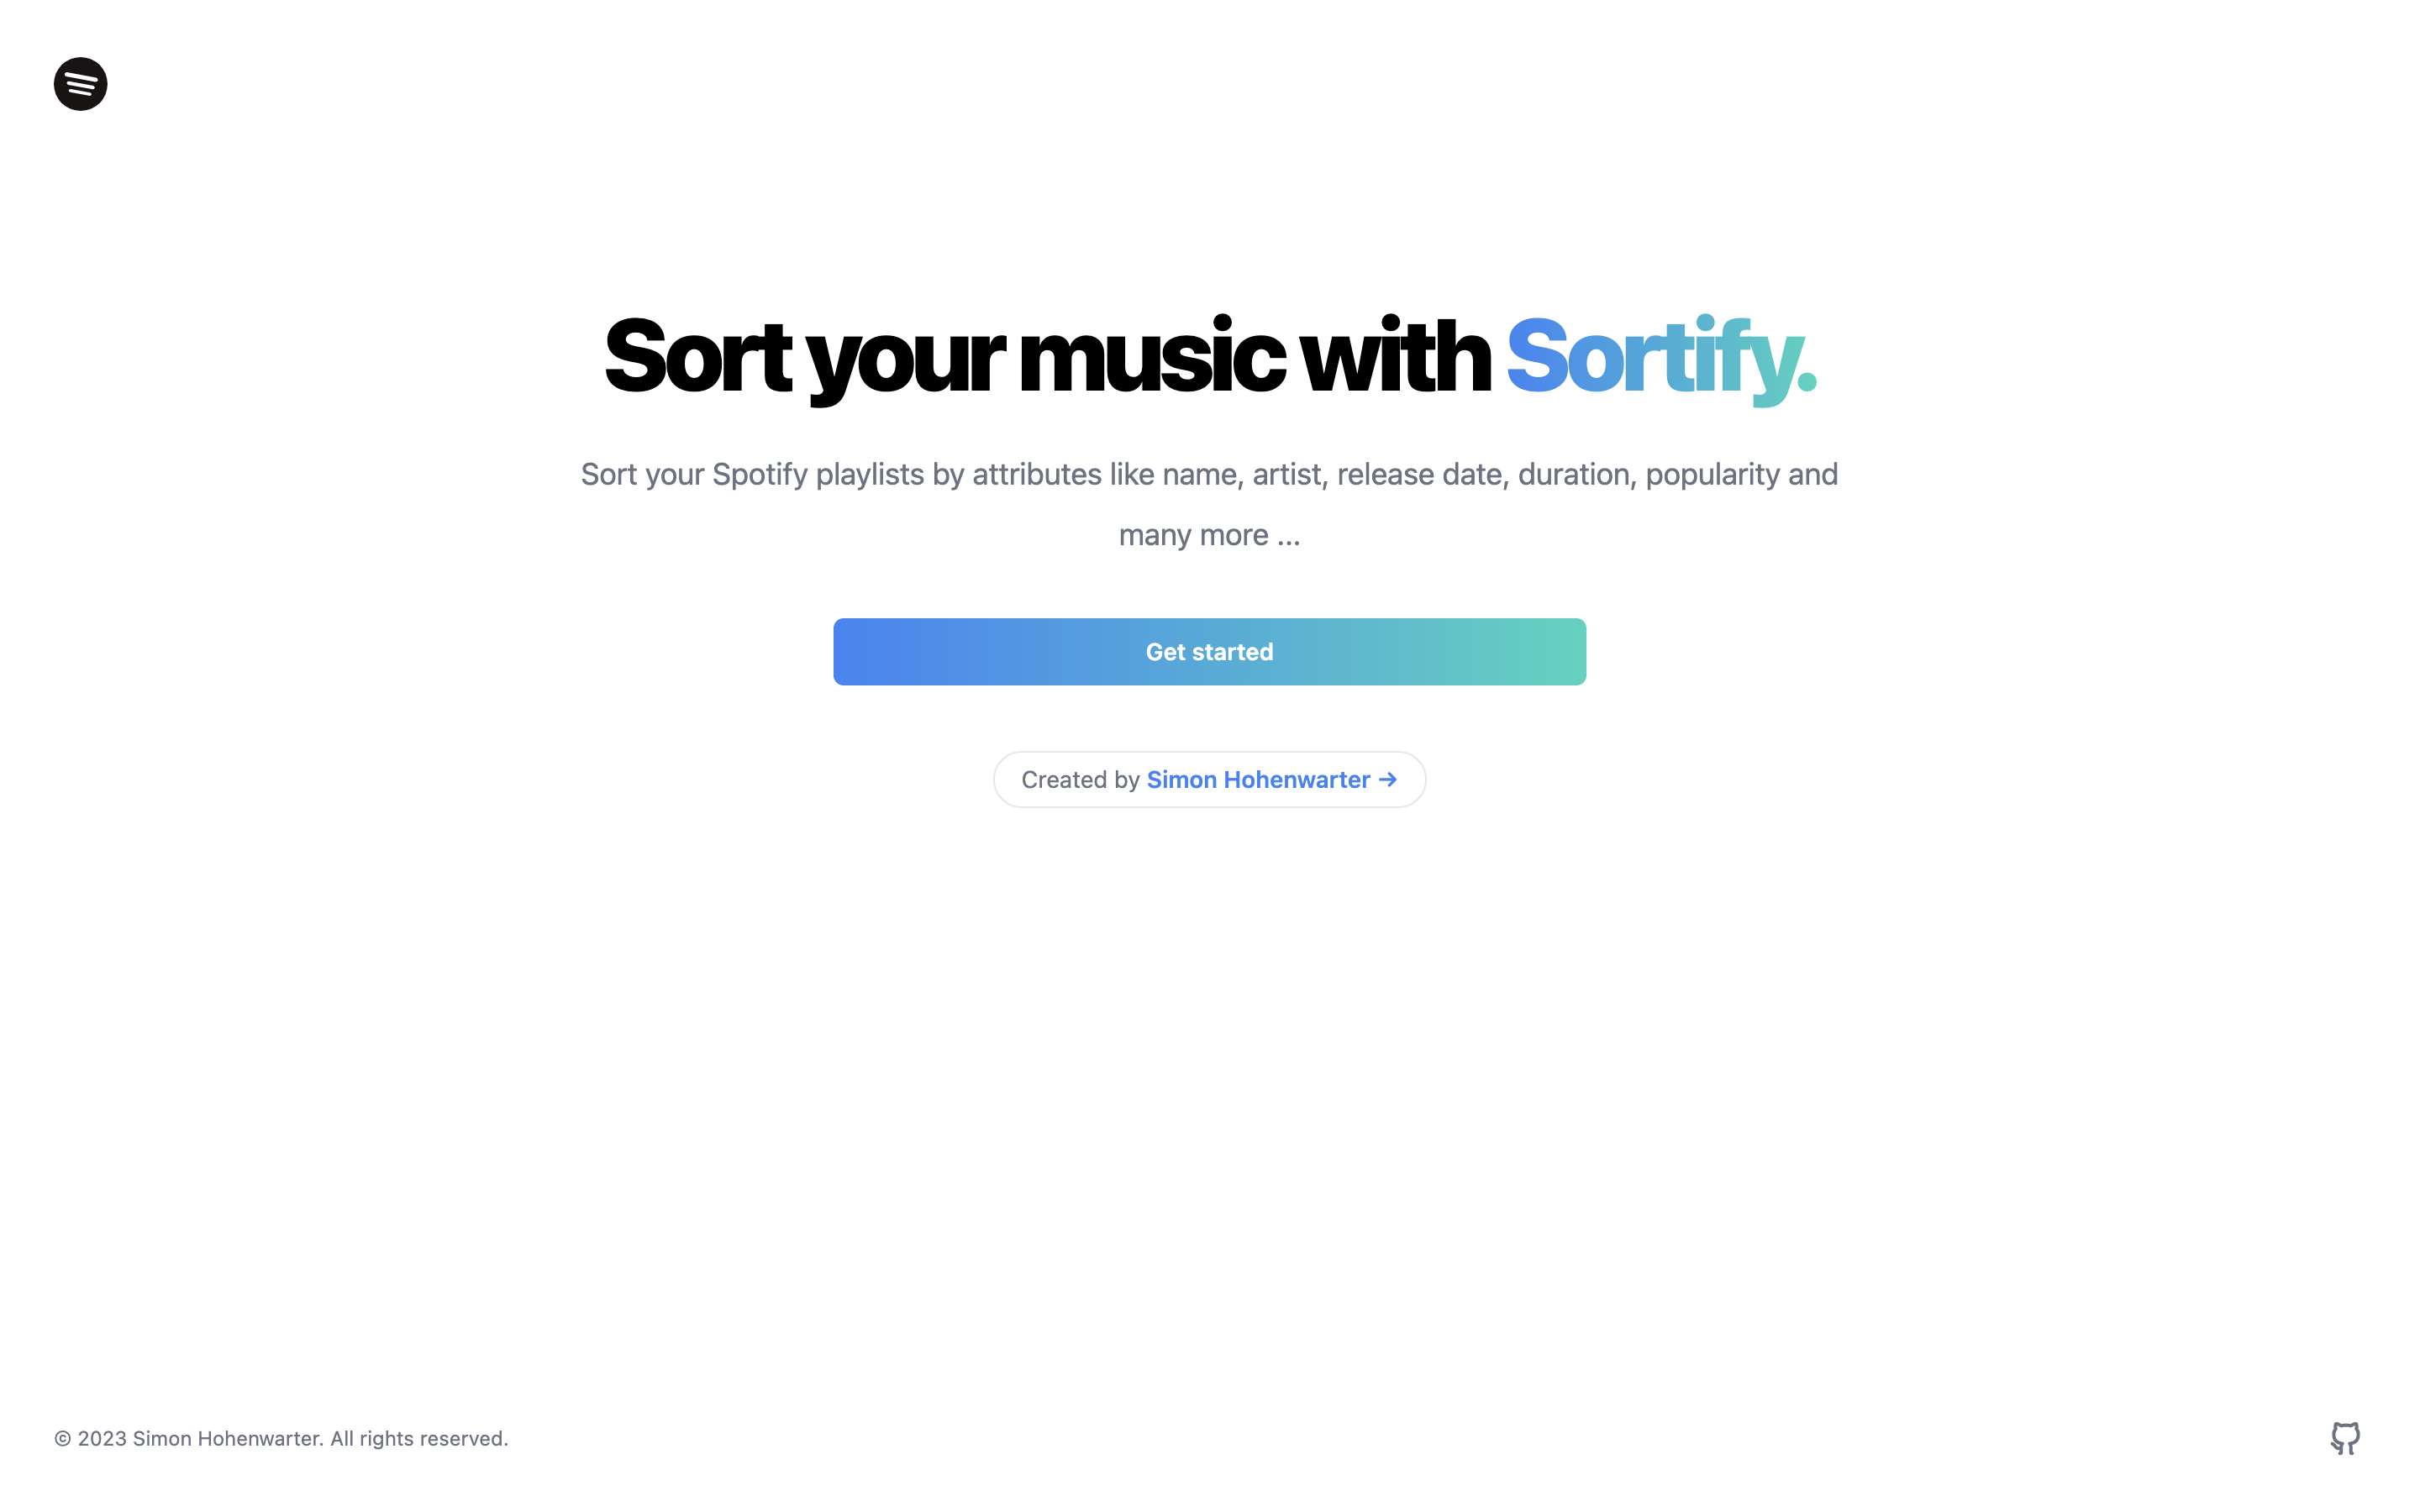 Sort your music with Sortify.
Sort your Spotify playlists by attributes like name, artist, release date, duration, popularity and
many more ...
Get started
Created by Simon Hohenwarter →
© 2023 Simon Hohenwarter. All rights reserved.